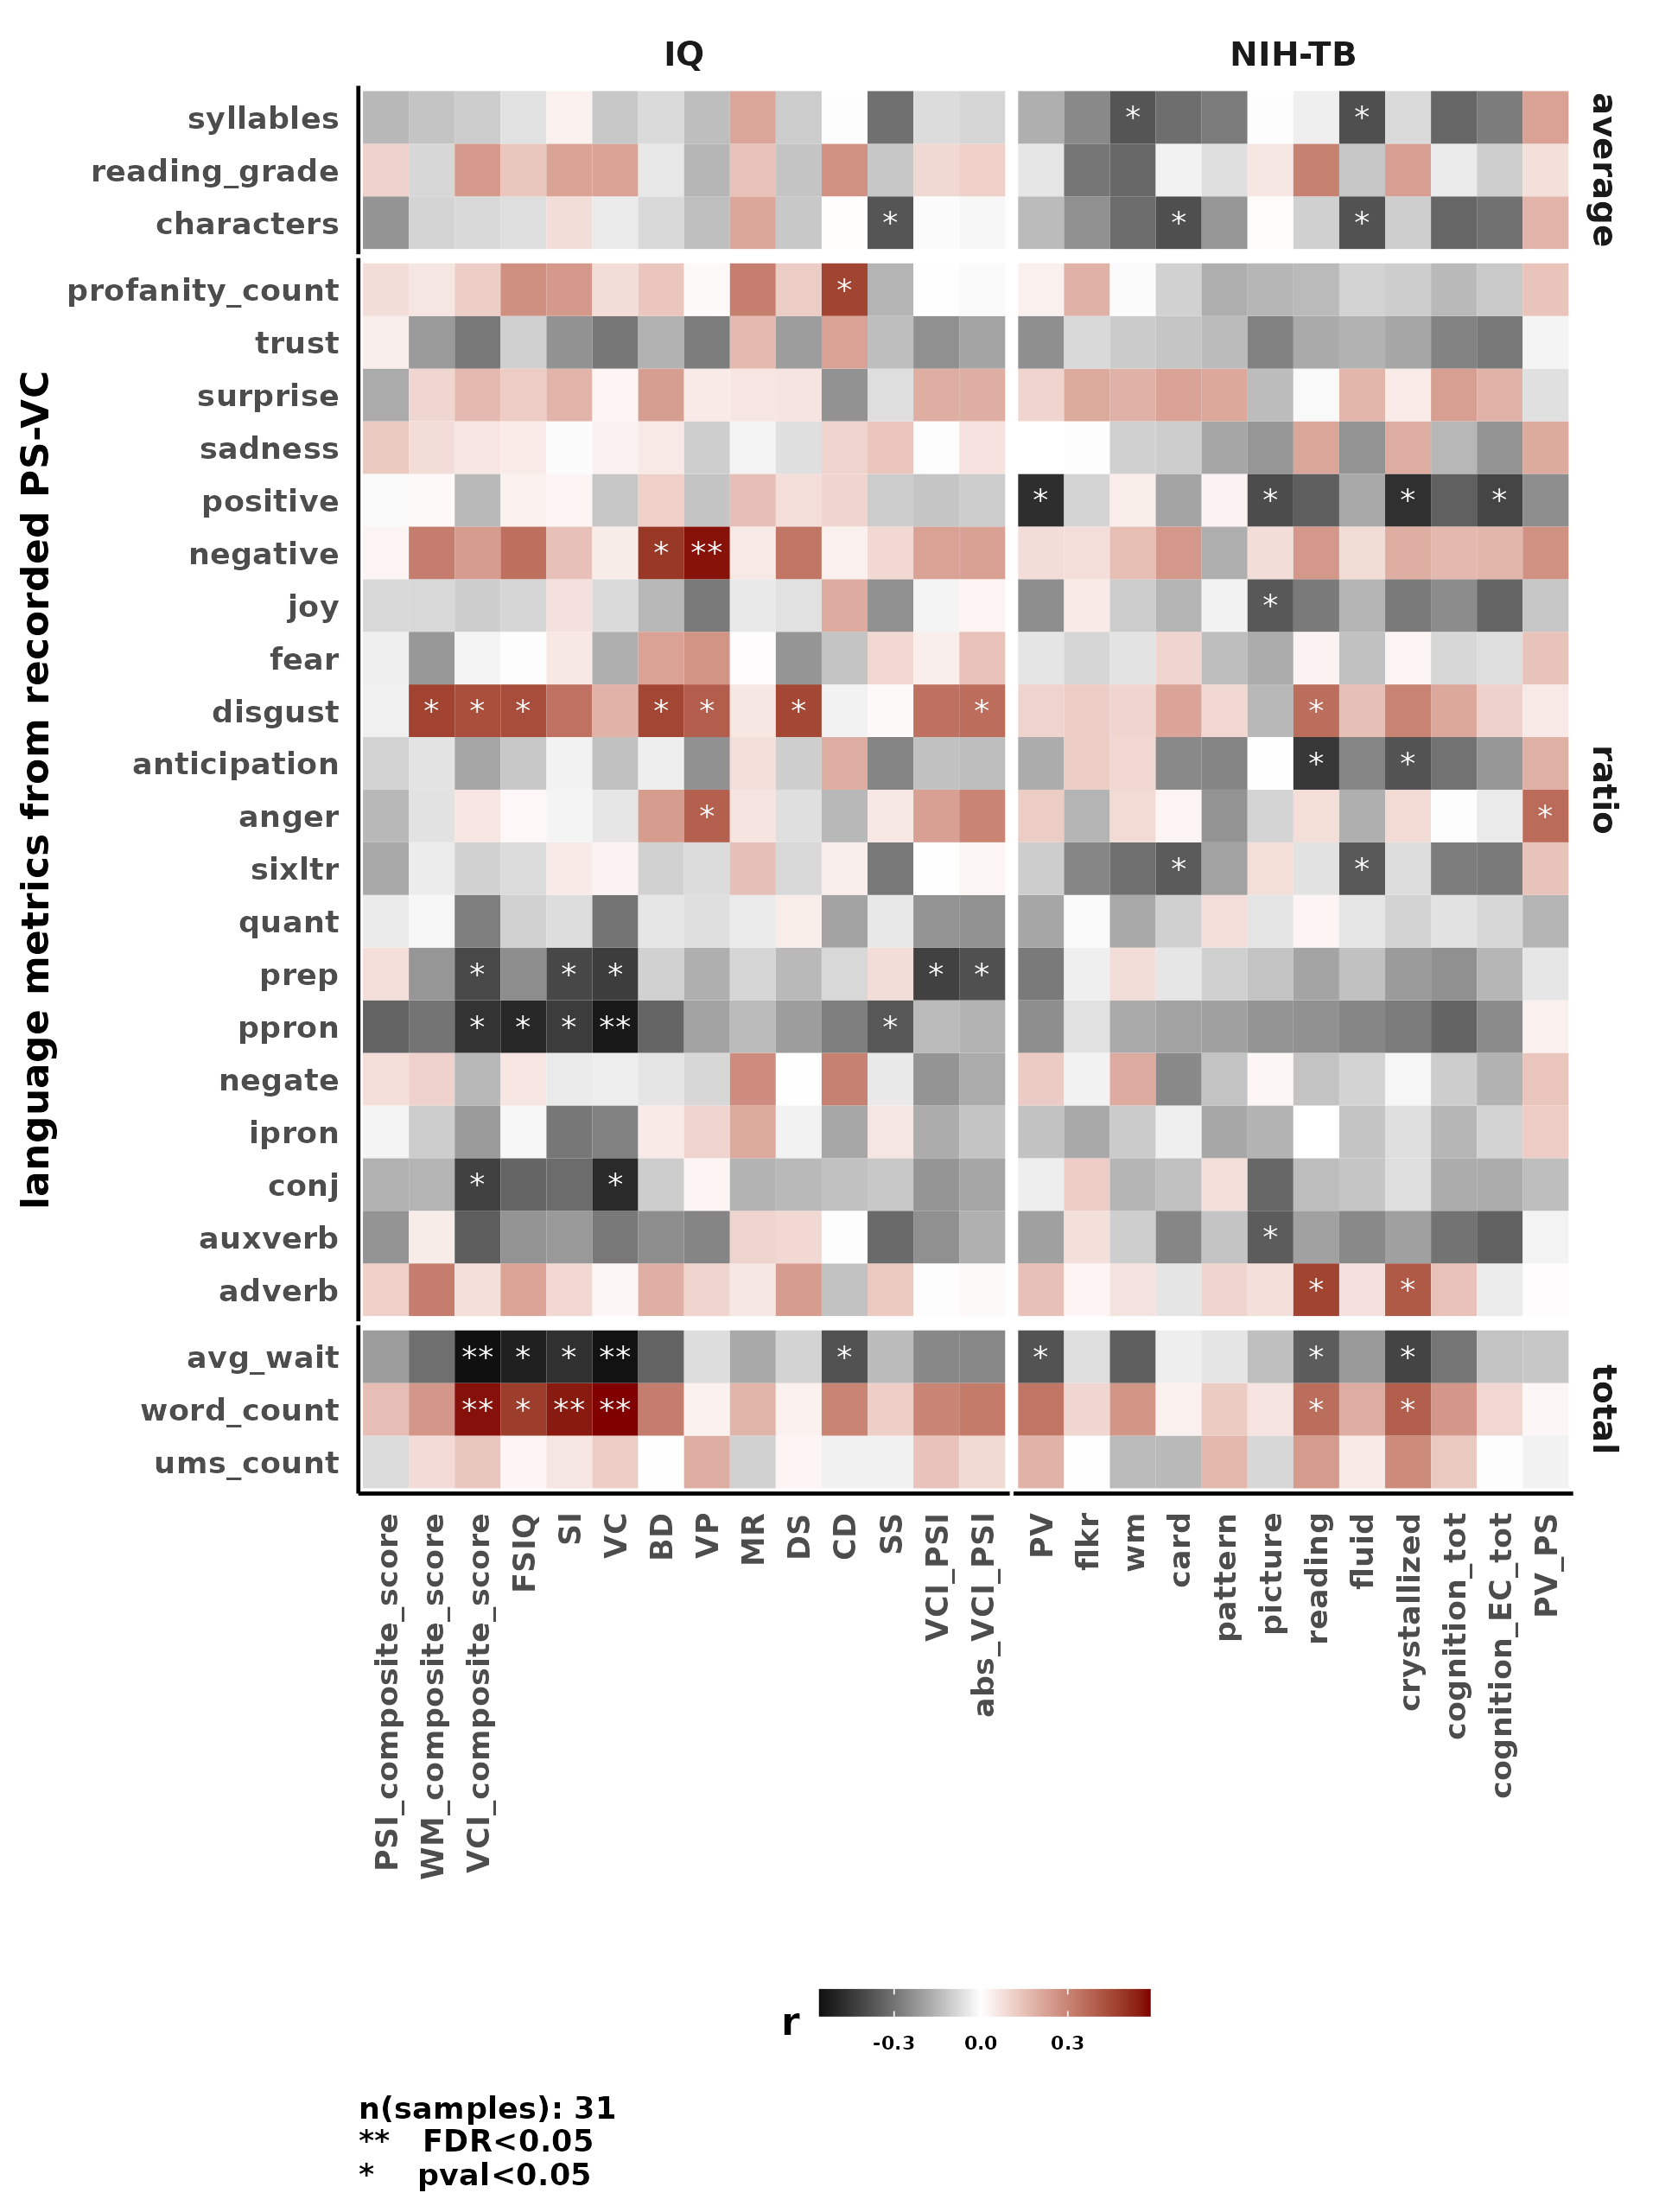 IQ
NIH-TB
language metrics from recorded PS-VC
average
syllables * *
reading_grade
characters * * *
ratio
profanity_count *
trust
surprise
sadness
positive * * * *
negative * **
joy *
fear
disgust * * * * * * * *
anticipation * *
anger * *
sixltr * *
quant
prep * * * * *
ppron * * * ** *
negate
ipron
conj * *
auxverb *
adverb * *
total
avg_wait ** * * ** * * * *
word_count ** * ** ** * *
ums_count
PSI_composite_score
WM_composite_score
VCI_composite_score
FSIQ
SI
VC
BD
VP
MR
DS
CD
SS
VCI_PSI
abs_VCI_PSI
PV
flkr
wm
card
pattern
picture
reading
fluid
crystallized
cognition_tot
cognition_EC_tot
PV_PS
r
-0.3 0.0 0.3
n(samples): 31
** FDR<0.05
* pval<0.05